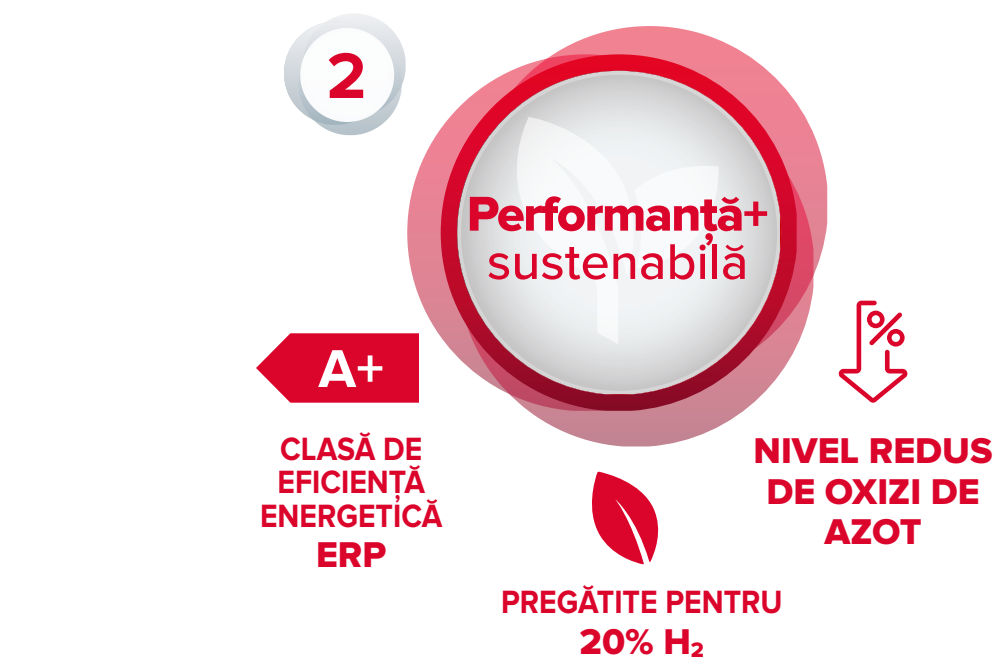 2
Performanță+
sustenabilă
A+
CLASĂ DE
EFICIENȚĂ
ENERGETICĂ
ERP
%
NIVEL REDUS
DE OXIZI DE
AZOT
PREGĂTITE PENTRU
20% H₂